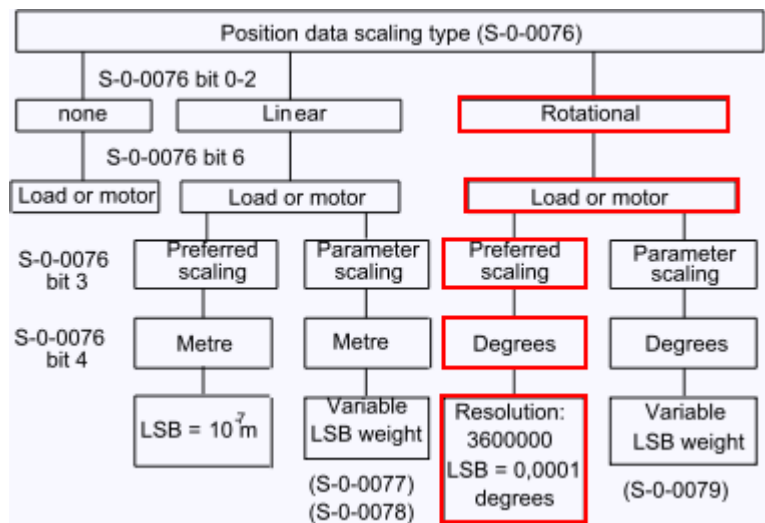 Position data scaling type (S-0-0076)
S-0-0076 bit 0-2
none
Linear
Rotational
S-0-0076 bit 6
Load or motor
Load or motor
Load or motor
S-0-0076
bit 3
Preferred
scaling
Parameter
scaling
Preferred
scaling
Parameter
scaling
S-0-0076
bit 4
Metre
Metre
Degrees
Degrees
LSB = 10⁻⁷m
Variable
LSB weight
(S-0-0077)
(S-0-0078)
Resolution:
3600000
LSB = 0,0001
degrees
Variable
LSB weight
(S-0-0079)